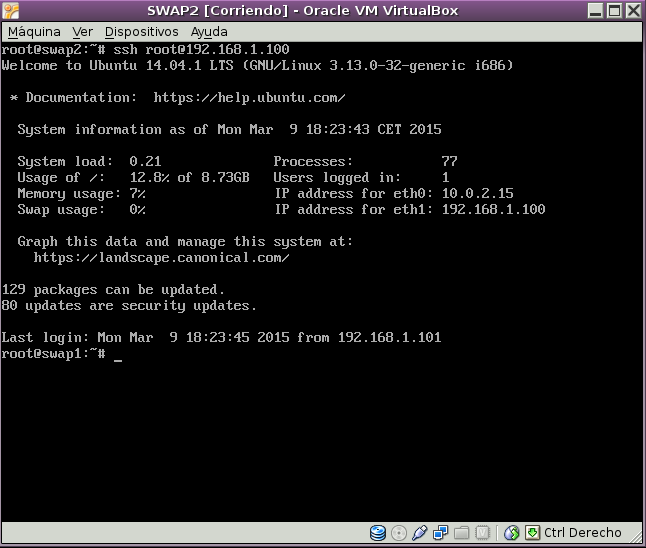 SWAP2 [Corriendo] - Oracle VM VirtualBox
Máquina Ver Dispositivos Ayuda
root@swap2:~# ssh root@192.168.1.100
Welcome to Ubuntu 14.04.1 LTS (GNU/Linux 3.13.0-32-generic i686)
* Documentation: https://help.ubuntu.com/
System information as of Mon Mar 9 18:23:43 CET 2015
System load: 0.21 Processes: 77
Usage of /: 12.8% of 8.73GB Users logged in: 1
Memory usage: 7% IP address for eth0: 10.0.2.15
Swap usage: 0% IP address for eth1: 192.168.1.100
Graph this data and manage this system at:
https://landscape.canonical.com/
129 packages can be updated.
80 updates are security updates.
Last login: Mon Mar 9 18:23:45 2015 from 192.168.1.101
root@swap1:~# _
Ctrl Derecho